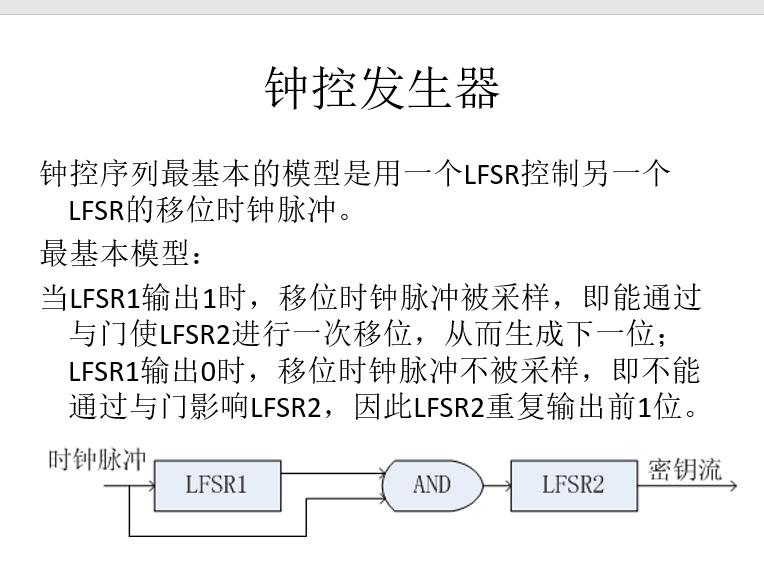 钟控发生器
钟控序列最基本的模型是用一个LFSR控制另一个
LFSR的移位时钟脉冲。
最基本模型：
当LFSR1输出1时，移位时钟脉冲被采样，即能通过
与门使LFSR2进行一次移位，从而生成下一位；
LFSR1输出0时，移位时钟脉冲不被采样，即不能
通过与门影响LFSR2，因此LFSR2重复输出前1位。
时钟脉冲
LFSR1
AND
LFSR2
密钥流